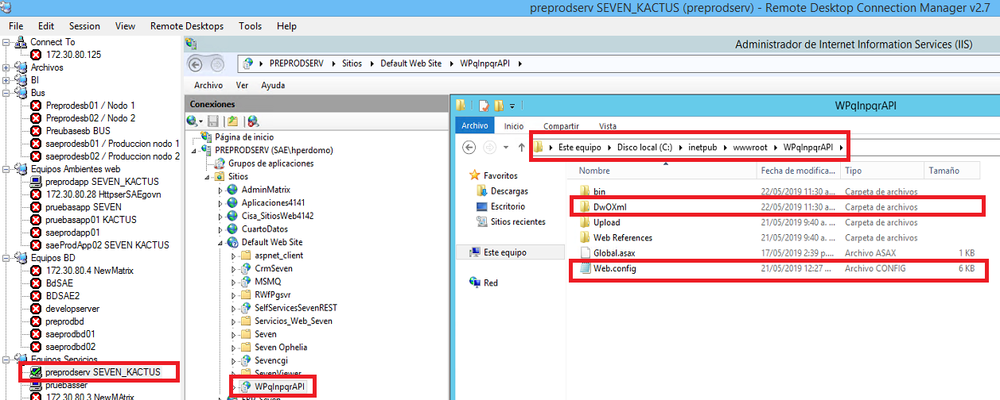 preprodserv SEVEN_KACTUS (preprodserv) - Remote Desktop Connection Manager v2.7
File Edit Session View Remote Desktops Tools Help
Connect To
172.30.80.125
Archivos
BI
Bus
Preprodesb01 / Nodo 1
Preprodesb02 / Nodo 2
Preubasesb BUS
saeprodesb01 / Produccion nodo 1
saeprodesb02 / Produccion nodo 2
Equipos Ambientes web
preprodapp SEVEN_KACTUS
172.30.80.28 HttpserSAEgovn
pruebasapp SEVEN
pruebasapp01 KACTUS
saeprodapp01
saeProdApp02 SEVEN KACTUS
Equipos BD
172.30.80.4 NewMatrix
BdSAE
BDSAE2
developserver
preprodbd
saeprodbd01
saeprodbd02
Equipos Servicios
preprodserv SEVEN_KACTUS
pruebasser
172.30.80.3 NewMAtrix
Administrador de Internet Information Services (IIS)
PREPRODSERV Sitios Default Web Site WPqInpqrAPI
Archivo Ver Ayuda
Conexiones
Página de inicio
PREPRODSERV (SAE\hperdomo)
Grupos de aplicaciones
Sitios
AdminMatrix
Aplicaciones4141
Cisa_SitiosWeb4142
CuartoDatos
Default Web Site
aspnet_client
CrmSeven
MSMQ
RWfPgsvr
SelfServicesSevenREST
Servicios_Web_Seven
Seven
Seven Ophelia
Sevencgi
SevenViewer
WPqInpqrAPI
ERP_Seven
WPqInpqrAPI
Archivo Inicio Compartir Vista
Este equipo Disco local (C:) inetpub wwwroot WPqInpqrAPI
Favoritos
Descargas
Escritorio
Sitios recientes
Este equipo
Red
Nombre Fecha de modifica... Tipo Tamaño
bin 22/05/2019 11:30 a... Carpeta de archivos
DwOXml 22/05/2019 11:30 a... Carpeta de archivos
Upload 21/05/2019 9:40 a. ... Carpeta de archivos
Web References 21/05/2019 9:40 a. ... Carpeta de archivos
Global.asax 17/05/2019 2:39 p.... Archivo ASAX 1 KB
Web.config 21/05/2019 12:27 ... Archivo CONFIG 6 KB